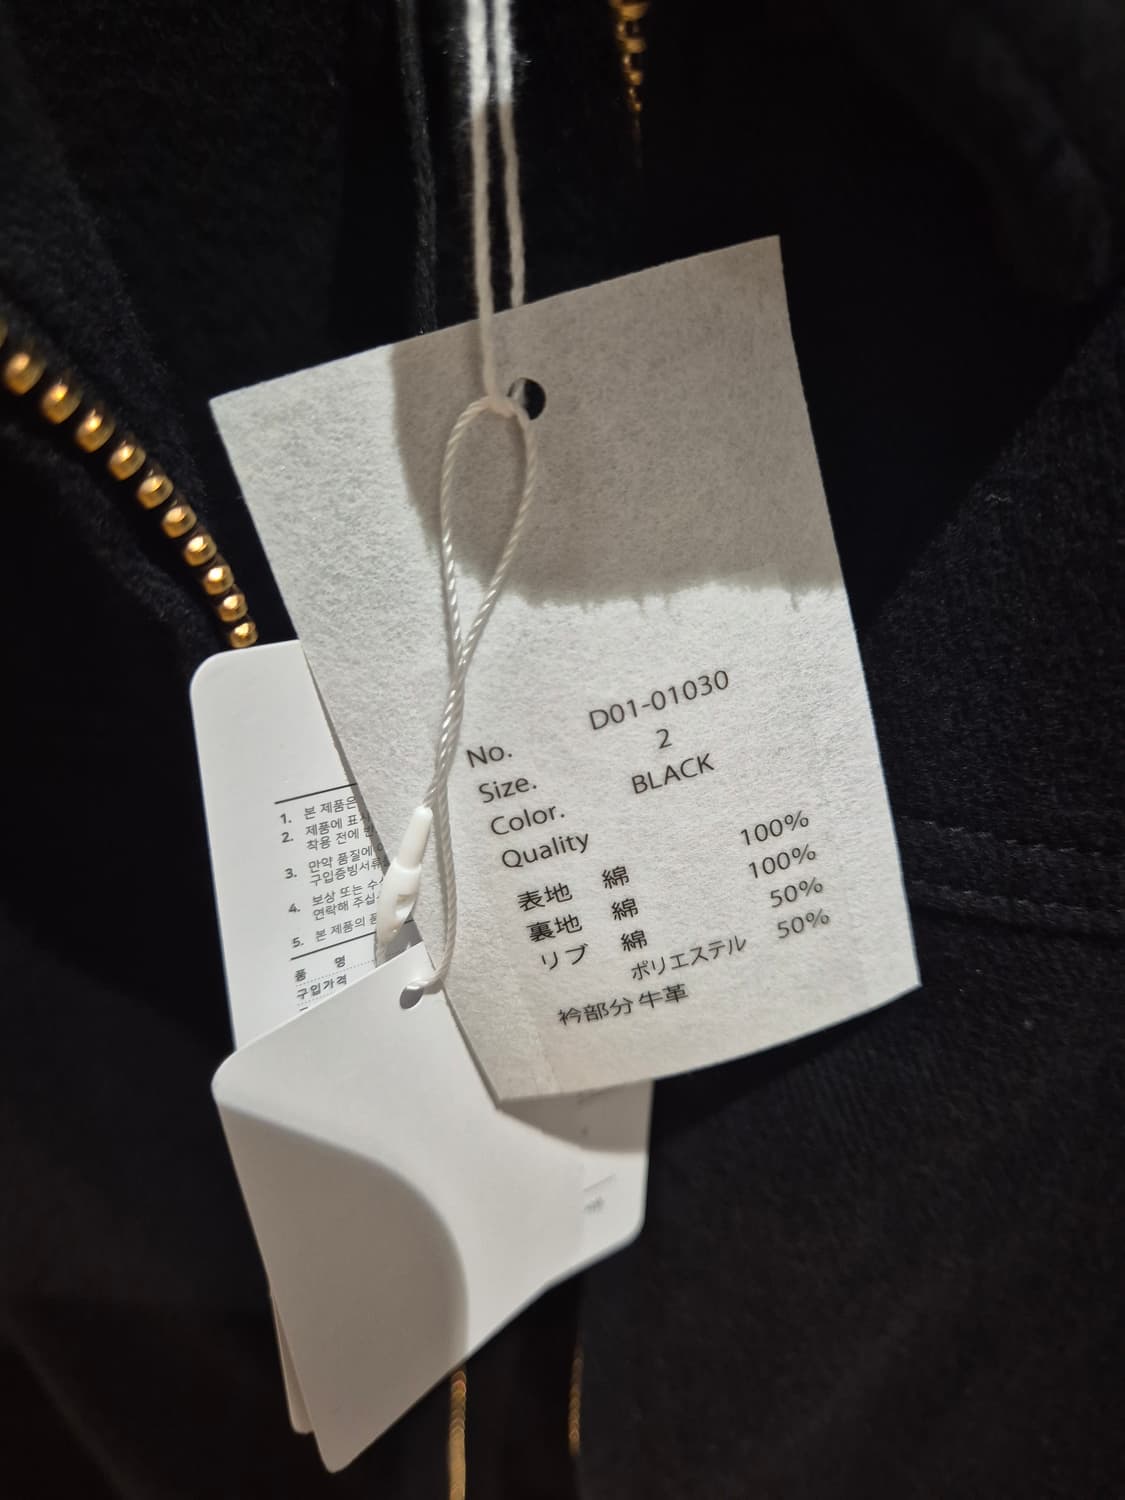 No. D01-01030
Size. 2
Color. BLACK
Quality
表地 綿 100%
裏地 綿 100%
リブ 綿 50%
ポリエステル 50%
衿部分牛革
1. 본 제품은
2. 제품에 표시
착용 전에 반
3. 만약 품질에
구입증빙서류
4. 보상 또는 수
연락해 주십
5. 본 제품의 품
품 명
구입가격